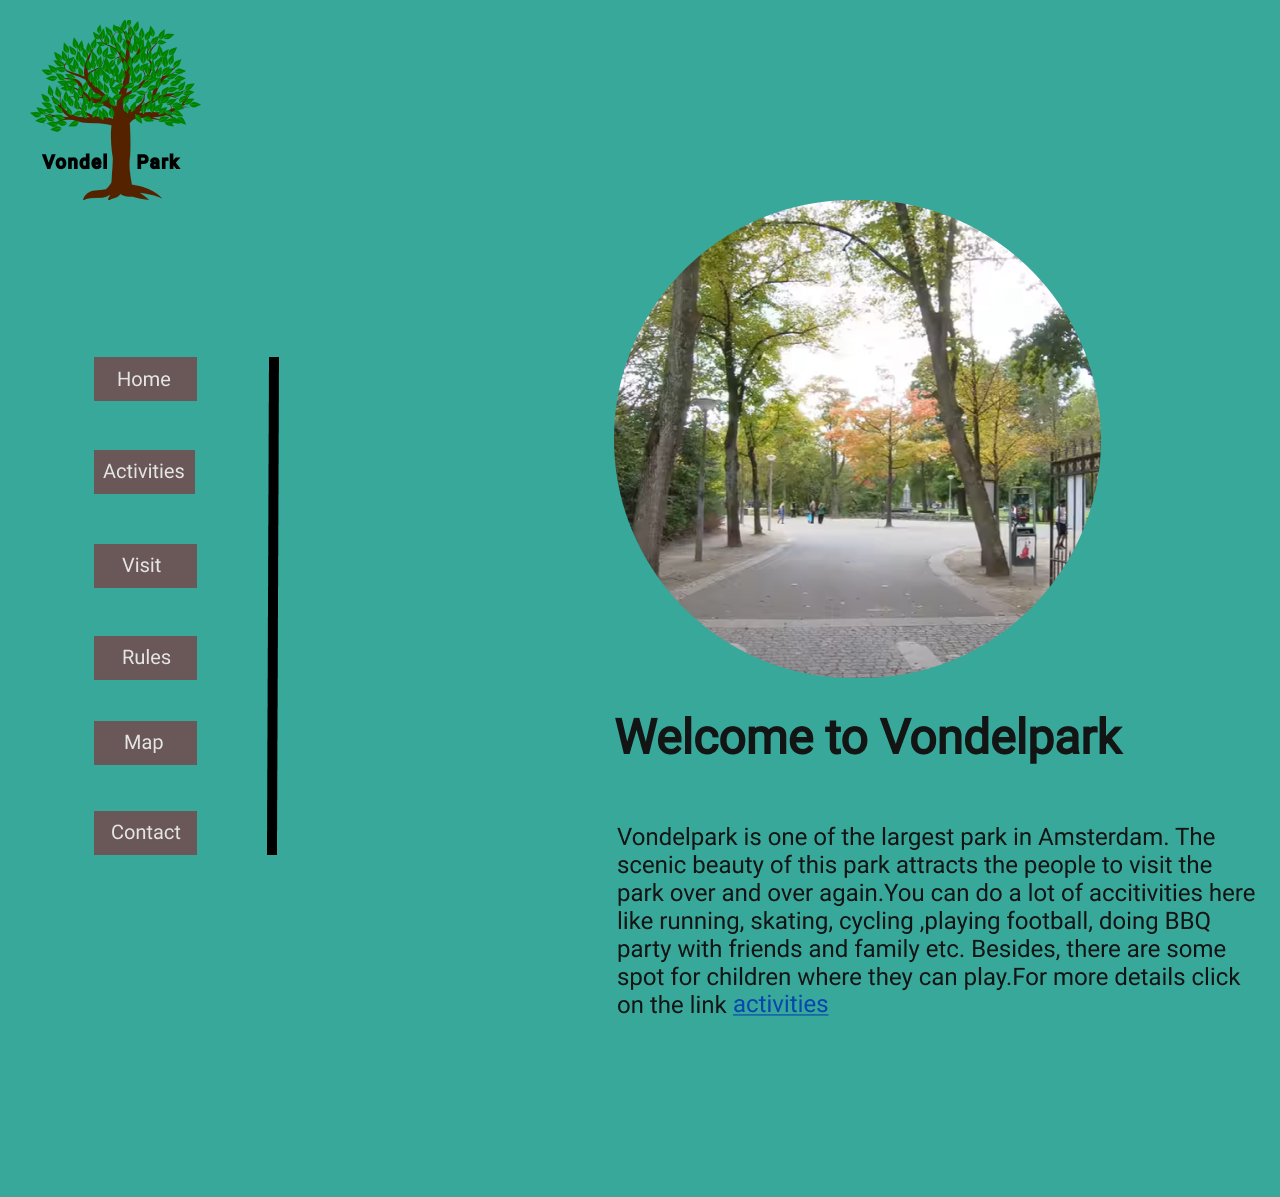 Vondel Park
Home
Activities
Visit
Rules
Map
Contact
Welcome to Vondelpark
Vondelpark is one of the largest park in Amsterdam. The
scenic beauty of this park attracts the people to visit the
park over and over again.You can do a lot of accitivities here
like running, skating, cycling ,playing football, doing BBQ
party with friends and family etc. Besides, there are some
spot for children where they can play.For more details click
on the link activities